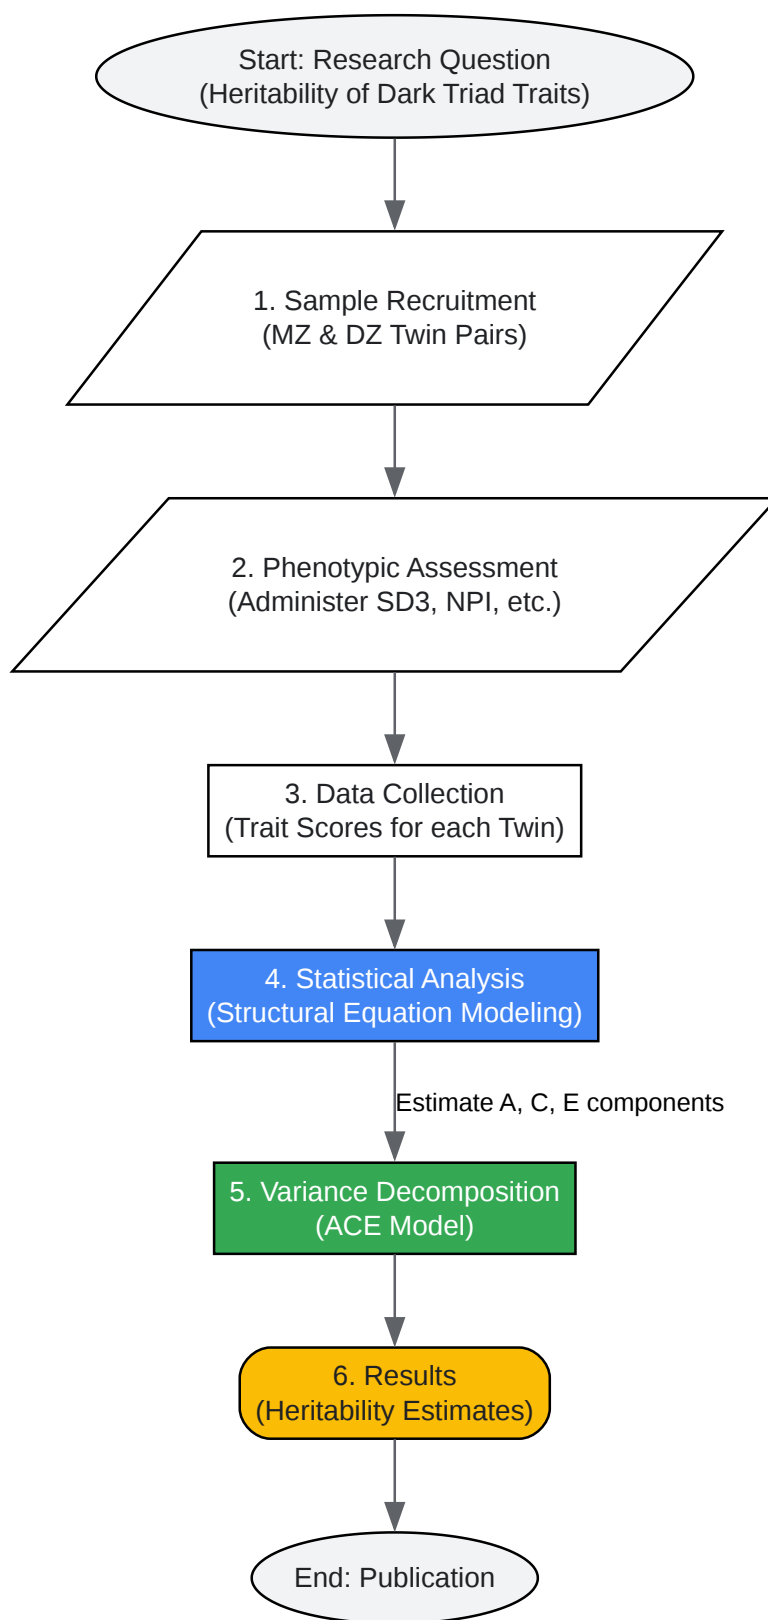 Start: Research Question
(Heritability of Dark Triad Traits)
1. Sample Recruitment
(MZ & DZ Twin Pairs)
2. Phenotypic Assessment
(Administer SD3, NPI, etc.)
3. Data Collection
(Trait Scores for each Twin)
4. Statistical Analysis
(Structural Equation Modeling)
Estimate A, C, E components
5. Variance Decomposition
(ACE Model)
6. Results
(Heritability Estimates)
End: Publication